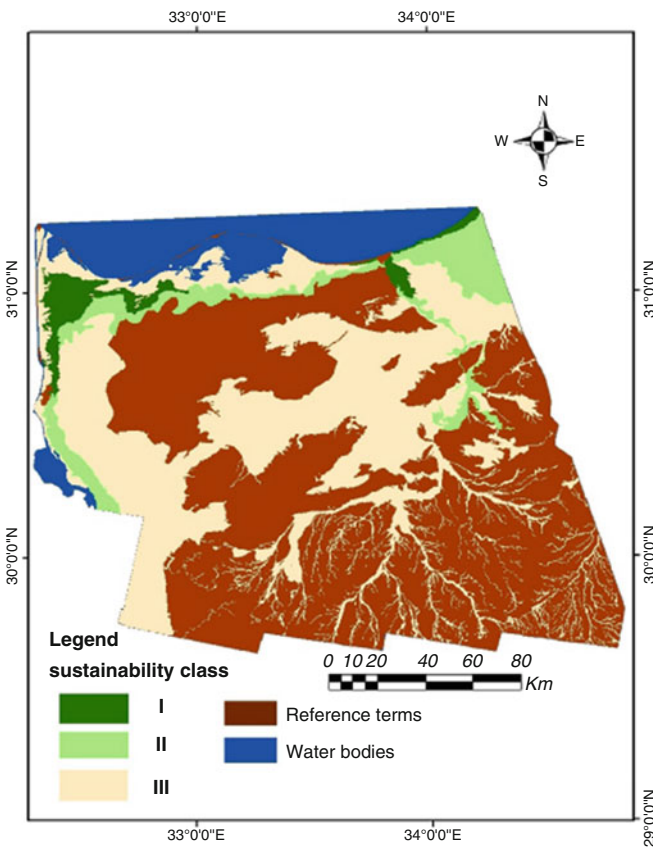 33°0'0"E 34°0'0"E
N
W E
S
31°0'0"N 31°0'0"N
30°0'0"N 30°0'0"N
Legend
sustainability class
I
II
III
Reference terms
Water bodies
0 10 20 40 60 80
Km
29°0'0"N
33°0'0"E 34°0'0"E